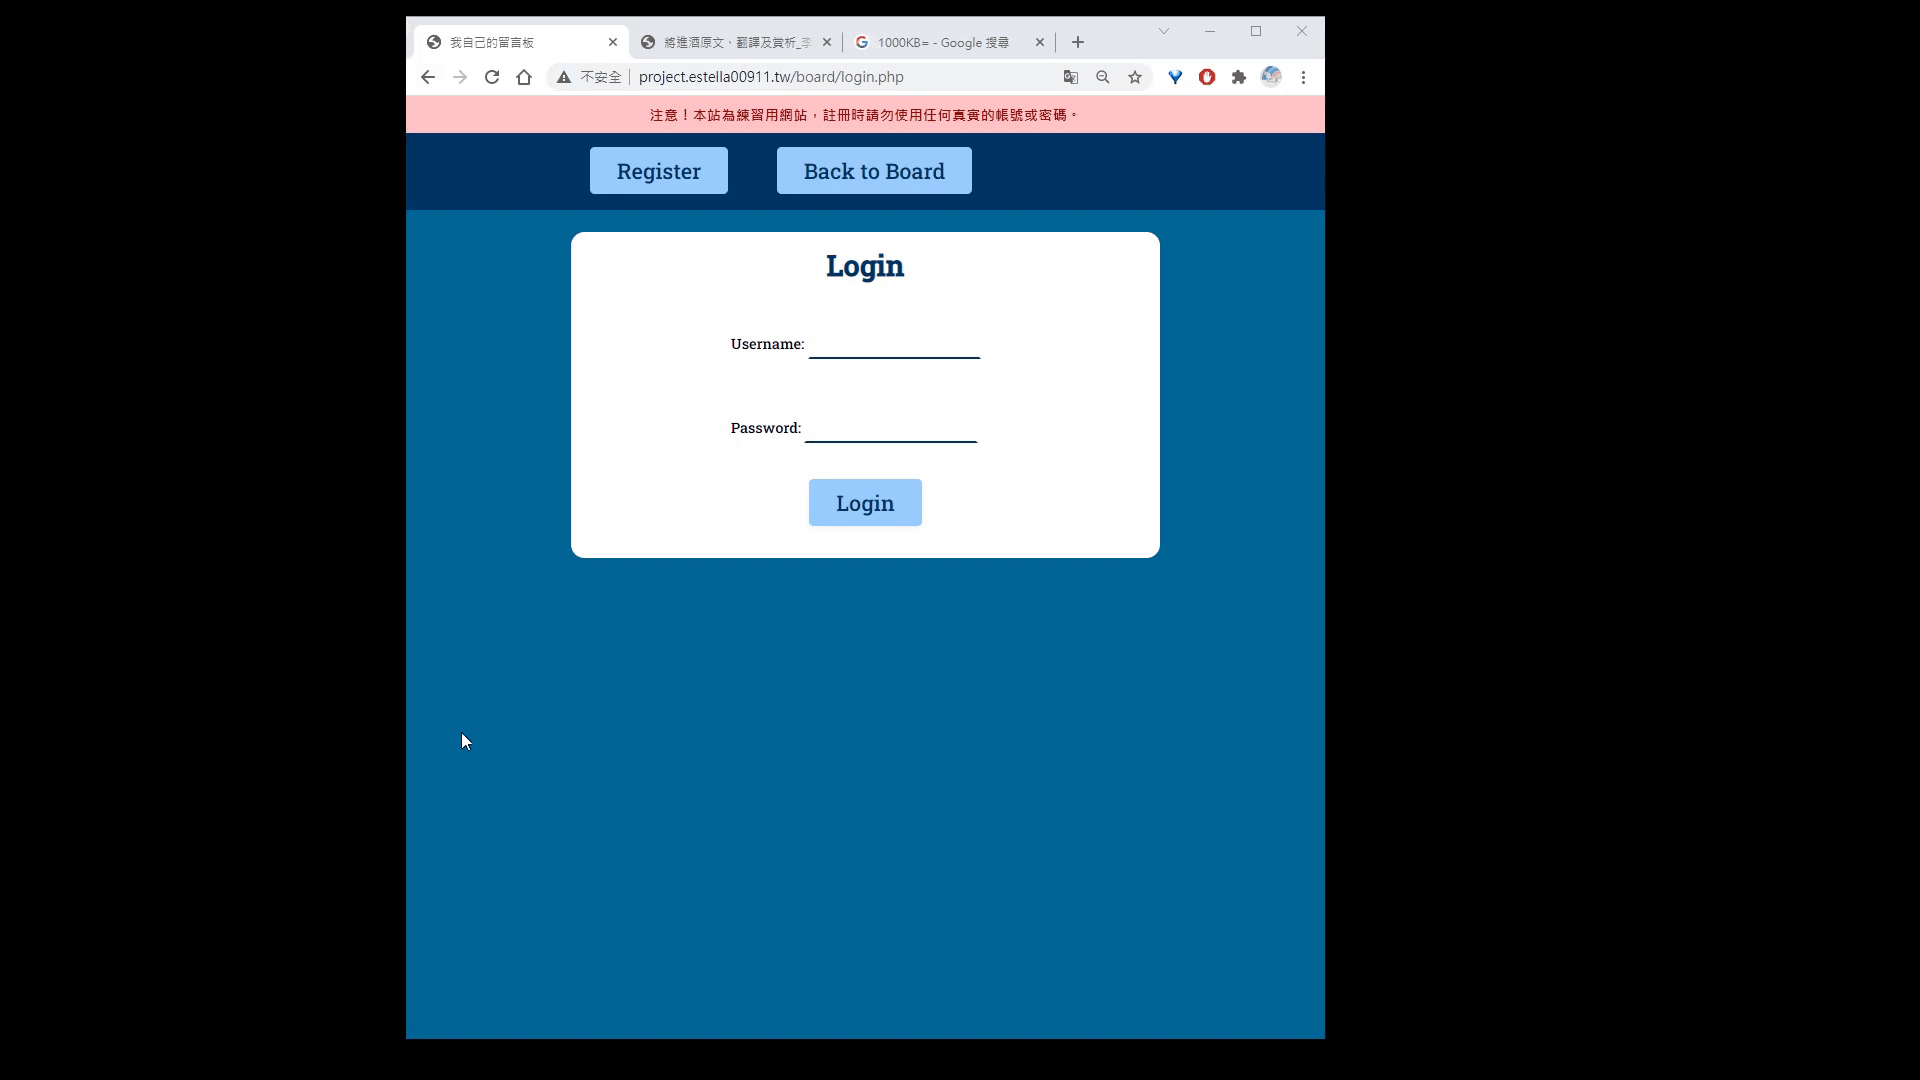 我自己的留言板
將進酒原文、翻譯及賞析_李
1000KB= - Google 搜尋
不安全
project.estella00911.tw/board/login.php
注意！本站為練習用網站，註冊時請勿使用任何真實的帳號或密碼。
Register
Back to Board
Login
Username:
Password:
Login